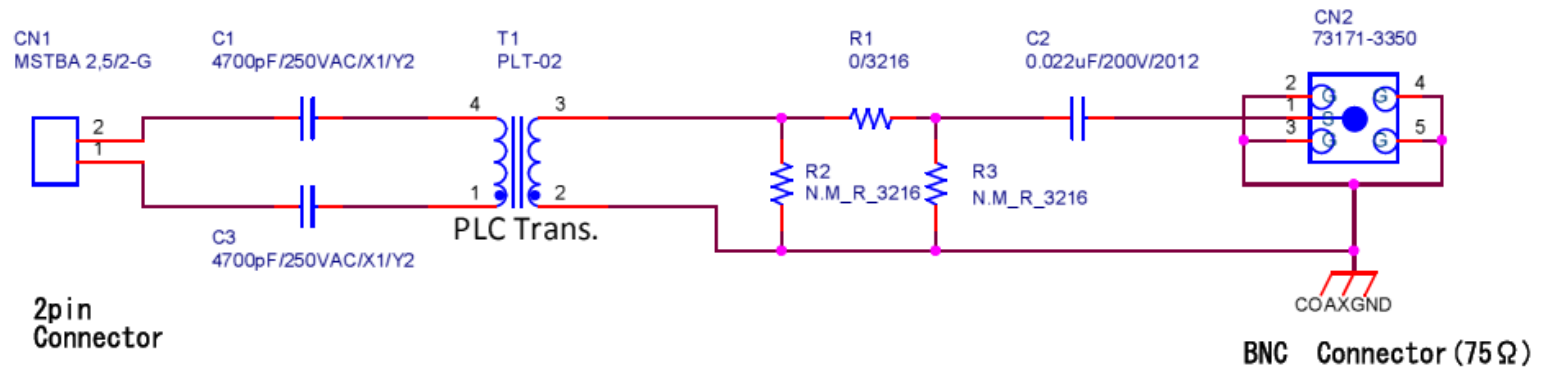 CN1
MSTBA 2,5/2-G
C1
4700pF/250VAC/X1/Y2
T1
PLT-02
R1
0/3216
C2
0.022uF/200V/2012
CN2
73171-3350
2
1
4
3
1
2
PLC Trans.
C3
4700pF/250VAC/X1/Y2
R2
N.M_R_3216
R3
N.M_R_3216
2
1
3
4
5
G
G
S
G
G
COAXGND
2pin
Connector
BNC Connector(75Ω)